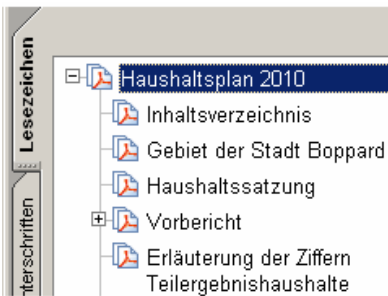 Lesezeichen
Haushaltsplan 2010
Inhaltsverzeichnis
Gebiet der Stadt Boppard
Haushaltssatzung
Vorbericht
Erläuterung der Ziffern
Teilergebnishaushalte
nterschriften